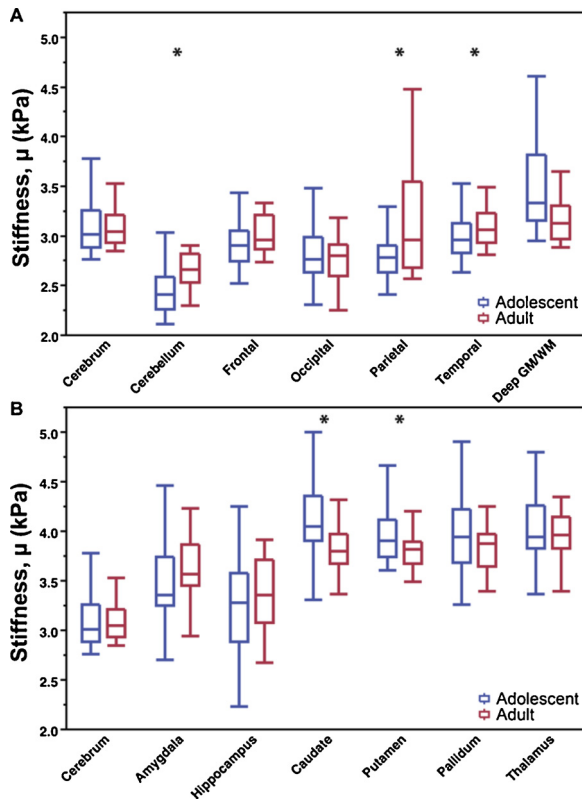 A
Stiffness, μ (kPa)
5.0
4.5
4.0
3.5
3.0
2.5
2.0
*
*
*
Adolescent
Adult
Cerebrum
Cerebellum
Frontal
Occipital
Parietal
Temporal
Deep GM/WM
B
Stiffness, μ (kPa)
5.0
4.5
4.0
3.5
3.0
2.5
2.0
*
*
Adolescent
Adult
Cerebrum
Amygdala
Hippocampus
Caudate
Putamen
Pallidum
Thalamus